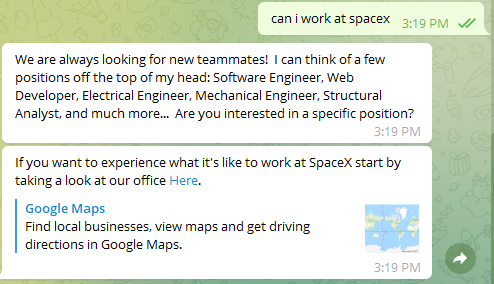 can i work at spacex 3:19 PM
We are always looking for new teammates! I can think of a few
positions off the top of my head: Software Engineer, Web
Developer, Electrical Engineer, Mechanical Engineer, Structural
Analyst, and much more... Are you interested in a specific position?
3:19 PM
If you want to experience what it's like to work at SpaceX start by
taking a look at our office Here.
Google Maps
Find local businesses, view maps and get driving
directions in Google Maps.
3:19 PM